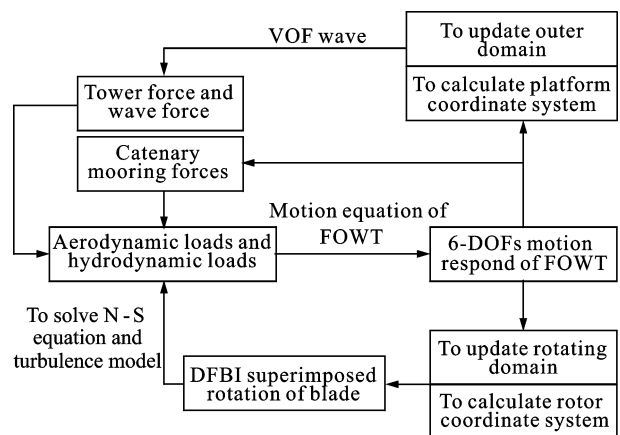 VOF wave
To update outer
domain
To calculate platform
coordinate system
Tower force and
wave force
Catenary
mooring forces
Motion equation of
FOWT
Aerodynamic loads and
hydrodynamic loads
6-DOFs motion
respond of FOWT
To solve N-S
equation and
turbulence model
DFBI superimposed
rotation of blade
To update rotating
domain
To calculate rotor
coordinate system